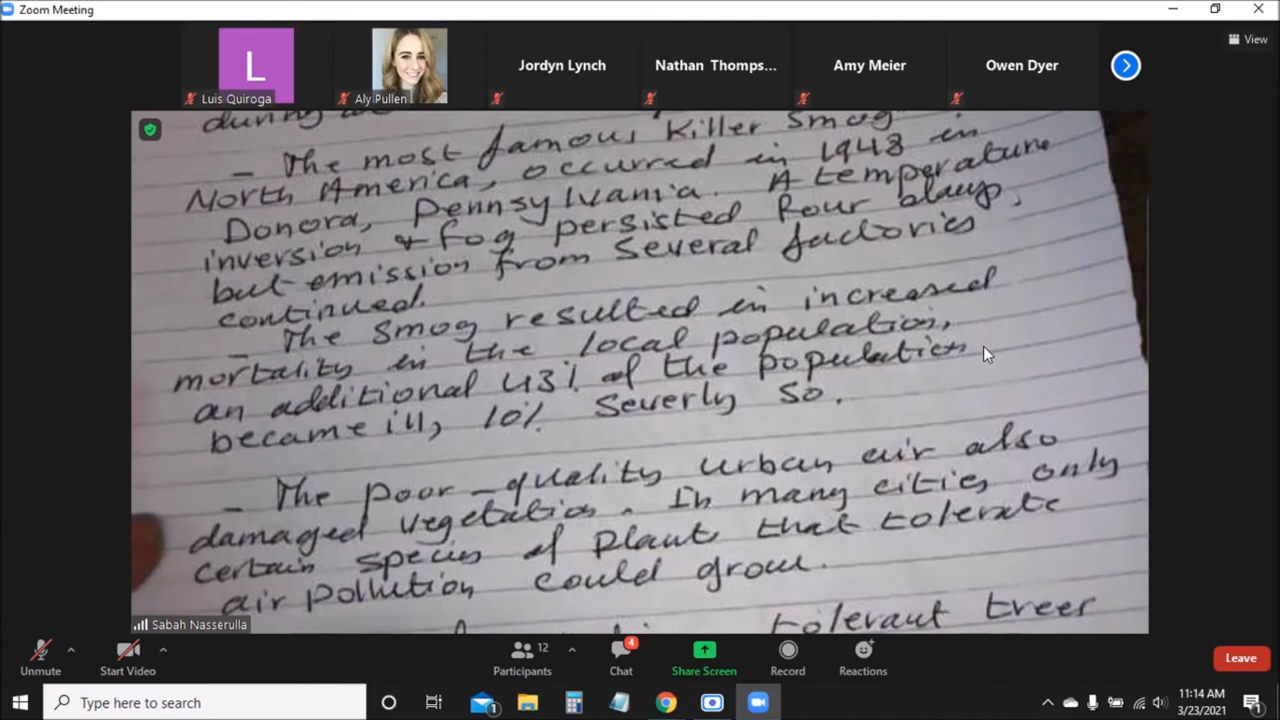 Zoom Meeting
View
L
Luis Quiroga
Aly Pullen
Jordyn Lynch
Nathan Thomps...
Amy Meier
Owen Dyer
during
- The most famous "Killer Smog"
North America, occurred in 1948 in
Donora, Pennsylvania. A temperature
inversion & fog persisted four days,
but emission from several factories
continued.
- The smog resulted in increased
mortality in the local population,
an additional 43% of the population
became ill, 10% severly so.
- The poor-quality urban air also
damaged vegetation. In many cities only
certain species of plants that tolerate
air pollution could grow.
tolerant trees
Sabah Nasserulla
Unmute
Start Video
Participants
12
Chat
4
Share Screen
Record
Reactions
Leave
Type here to search
1
11:14 AM
3/23/2021
1